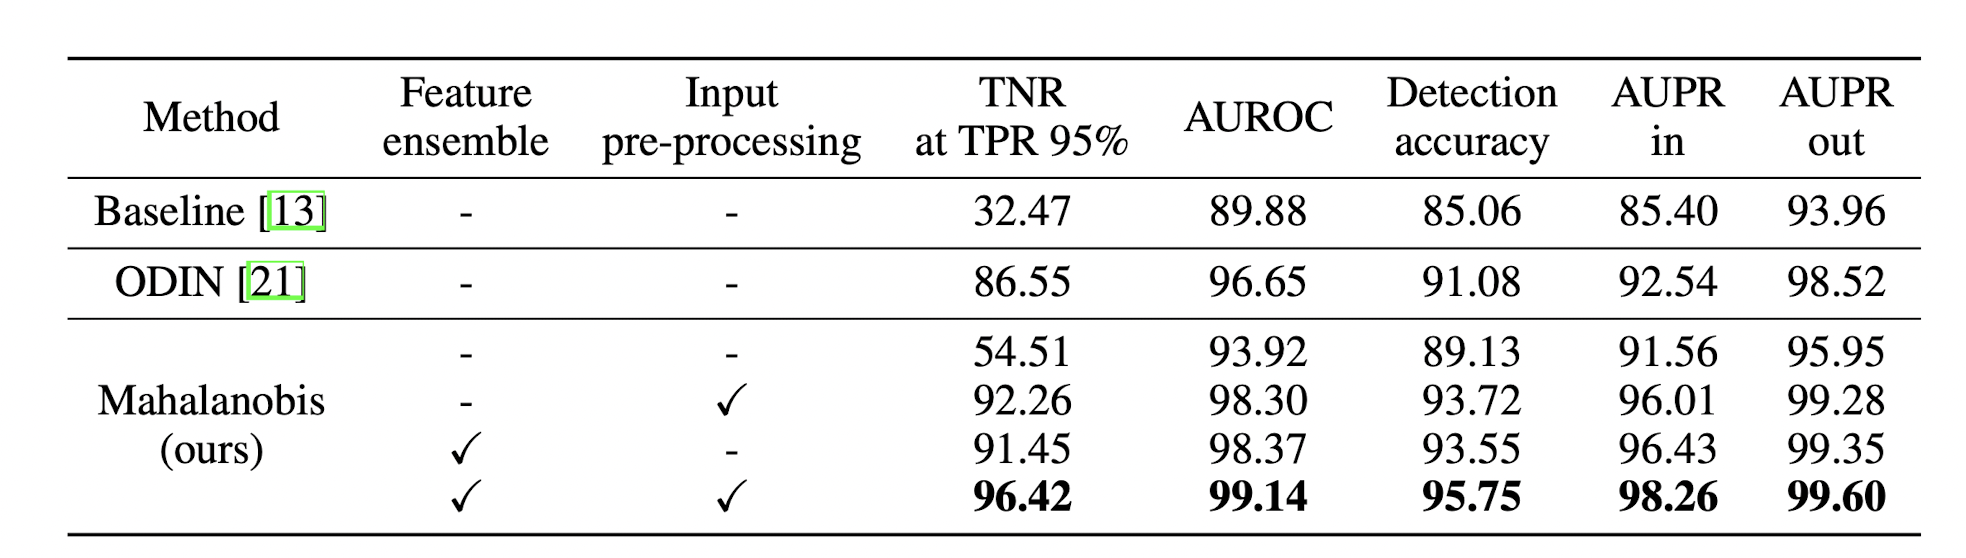 Method Feature ensemble Input pre-processing TNR at TPR 95% AUROC Detection accuracy AUPR in AUPR out
Baseline [13] - - 32.47 89.88 85.06 85.40 93.96
ODIN [21] - - 86.55 96.65 91.08 92.54 98.52
Mahalanobis (ours) - - 54.51 93.92 89.13 91.56 95.95
- ✓ 92.26 98.30 93.72 96.01 99.28
✓ - 91.45 98.37 93.55 96.43 99.35
✓ ✓ 96.42 99.14 95.75 98.26 99.60